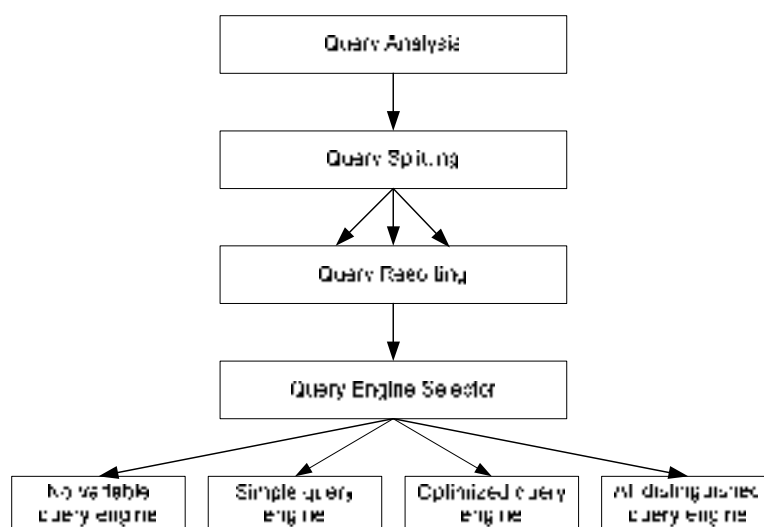 Query Analysis
Query Splitting
Query
Query Engine Selector
No variable
query engine
Simple query
engine
Optimized query
engine
All distinguished
query engine